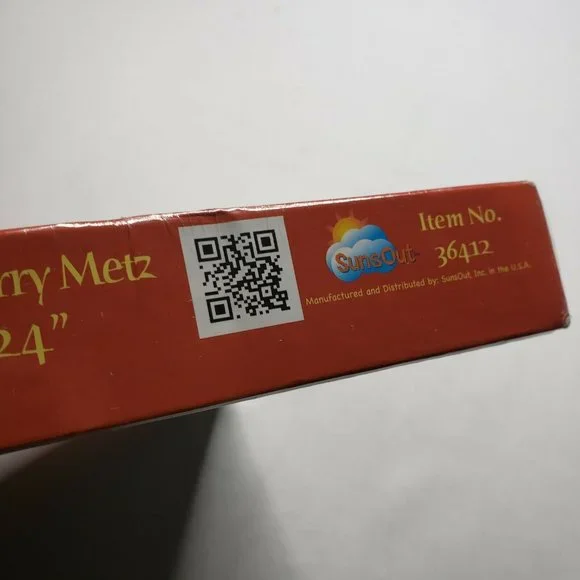 rry Metz
24"
SunsOut
Item No.
36412
Manufactured and Distributed by: SunsOut, Inc. in the U.S.A.